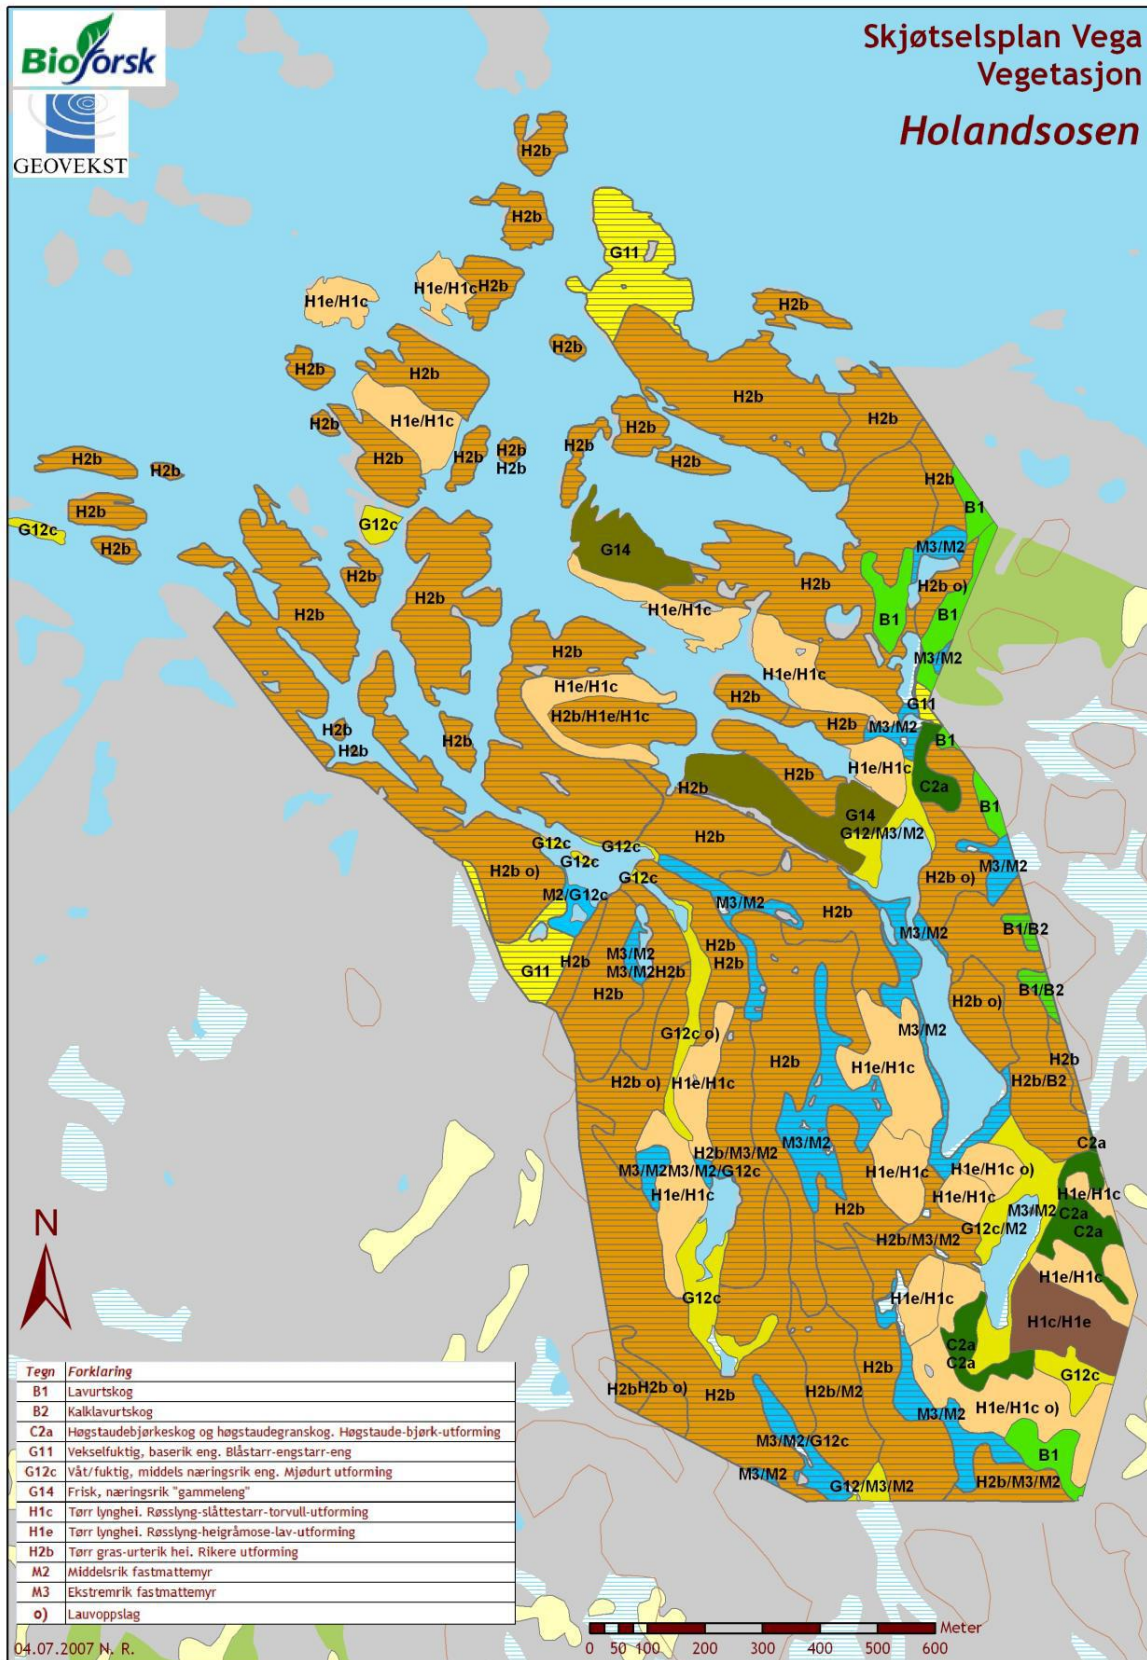 Bioforsk
GEOVEKST
Skjøtselsplan Vega
Vegetasjon
Holandsosen
H2b
H2b
G11
H1e/H1c
H1e/H1c
H2b
H2b
H2b
H2b
H2b
H2b
H2b
H2b
H1e/H1c
H2b
H2b
H2b
H2b
H2b
H2b
H2b
H2b
H2b
H2b
H2b
H2b
B1
G12c
G12c
H2b
M3/M2
G14
H2b
H2b
H2b
H2b o)
H2b
H1e/H1c
B1
B1
H2b
M3/M2
H1e/H1c
H1e/H1c
H2b
G11
H2b/H1e/H1c
H2b
H2b
H2b
H2b
M3/M2
B1
H1e/H1c
H2b
H2b
C2a
B1
G14
H2b
G12/M3/M2
G12c
G12c
G12c
H2b o)
G12c
M3/M2
H2b o)
M2/G12c
M3/M2
H2b
M3/M2
B1/B2
H2b
M3/M2
H2b
G11
H2b
M3/M2
H2b
H2b
B1/B2
H2b
H2b o)
G12c o)
M3/M2
H2b
H2b
H2b o)
H1e/H1c
H1e/H1c
H2b/B2
M3/M2
C2a
H2b/M3/M2
M3/M2
M3/M2/G12c
H1e/H1c
H1e/H1c o)
H1e/H1c
H1e/H1c
H1e/H1c
H2b
M3/M2
C2a
G12c/M2
C2a
H2b/M3/M2
H1e/H1c
G12c
H1e/H1c
H1c/H1e
C2a
C2a
H2b
G12c
H2b
H2b o)
H2b
H2b/M2
M3/M2
H1e/H1c o)
M3/M2/G12c
B1
M3/M2
G12/M3/M2
H2b/M3/M2
N
Tegn Forklaring
B1 Lavurtskog
B2 Kalklavurtskog
C2a Høgstaudebjørkeskog og høgstaudegranskog. Høgstaude-bjørk-utforming
G11 Vekselfuktig, baserik eng. Blåstarr-engstarr-eng
G12c Våt/fuktig, middels næringsrik eng. Mjødurt utforming
G14 Frisk, næringsrik "gammeleng"
H1c Tørr lynghei. Røsslyng-slåttestarr-torvull-utforming
H1e Tørr lynghei. Røsslyng-heigråmose-lav-utforming
H2b Tørr gras-urterik hei. Rikere utforming
M2 Middelsrik fastmattemyr
M3 Ekstremrik fastmattemyr
o) Lauvoppslag
04.07.2007 N. R.
Meter
0 50 100 200 300 400 500 600